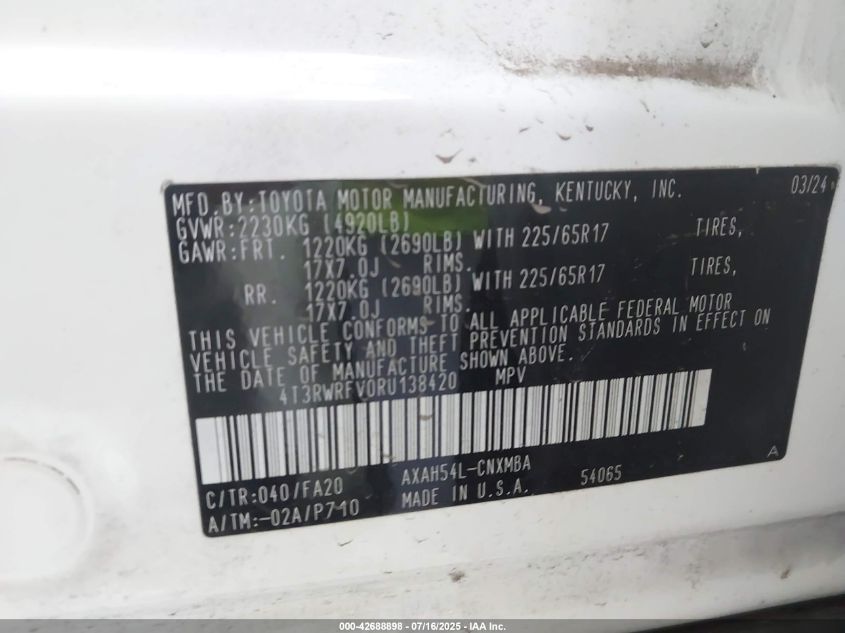 MFD.BY:TOYOTA MOTOR MANUFACTURING, KENTUCKY, INC. 03/24
GVWR:2230KG (4920LB)
GAWR:FRT. 1220KG (2690LB) WITH 225/65R17 TIRES,
17X7.0J RIMS.
RR. 1220KG (2690LB) WITH 225/65R17 TIRES,
17X7.0J RIMS.
THIS VEHICLE CONFORMS TO ALL APPLICABLE FEDERAL MOTOR
VEHICLE SAFETY AND THEFT PREVENTION STANDARDS IN EFFECT ON
THE DATE OF MANUFACTURE SHOWN ABOVE.
4T3RWRFV0RU138420 MPV
C/TR:040/FA20 AXAH54L-CNXMBA 54065 A
A/TM:-02A/P710 MADE IN U.S.A.
000-42688898 - 07/16/2025 - IAA Inc.